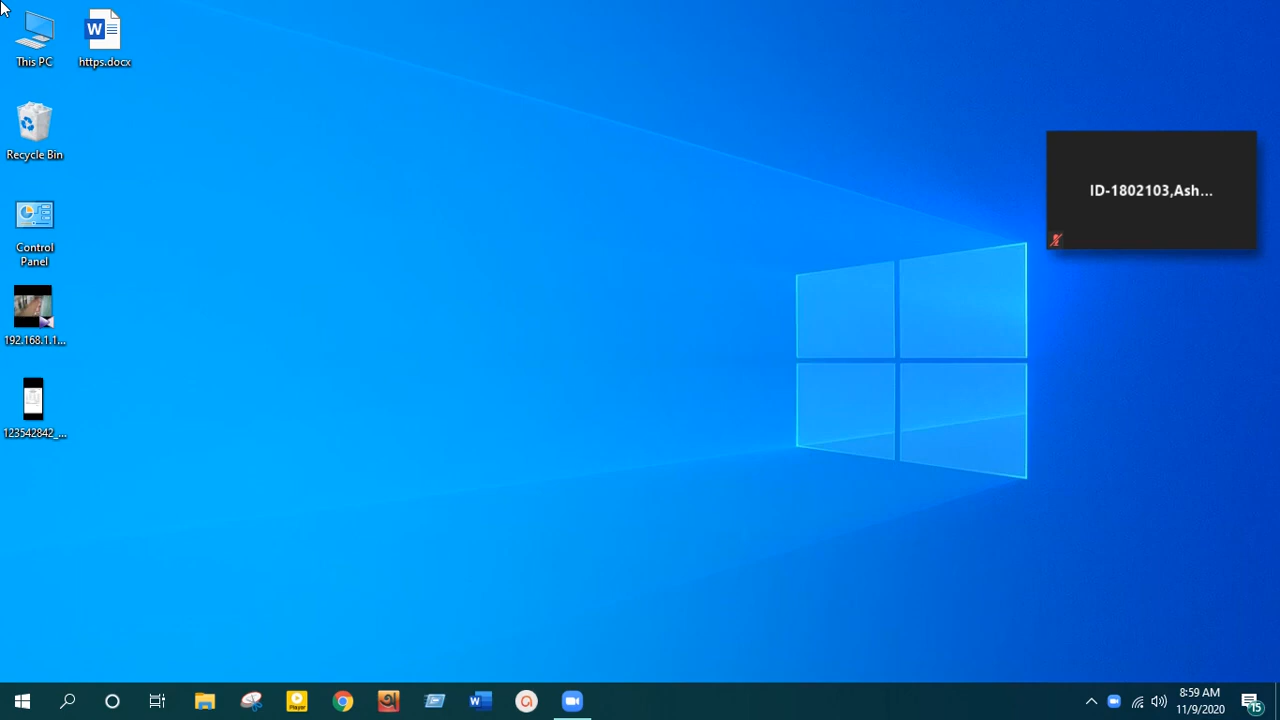 This PC
https.docx
Recycle Bin
Control
Panel
192.168.1.1...
123542842_...
ID-1802103,Ash...
W
Player
অ
W
8:59 AM
11/9/2020
15